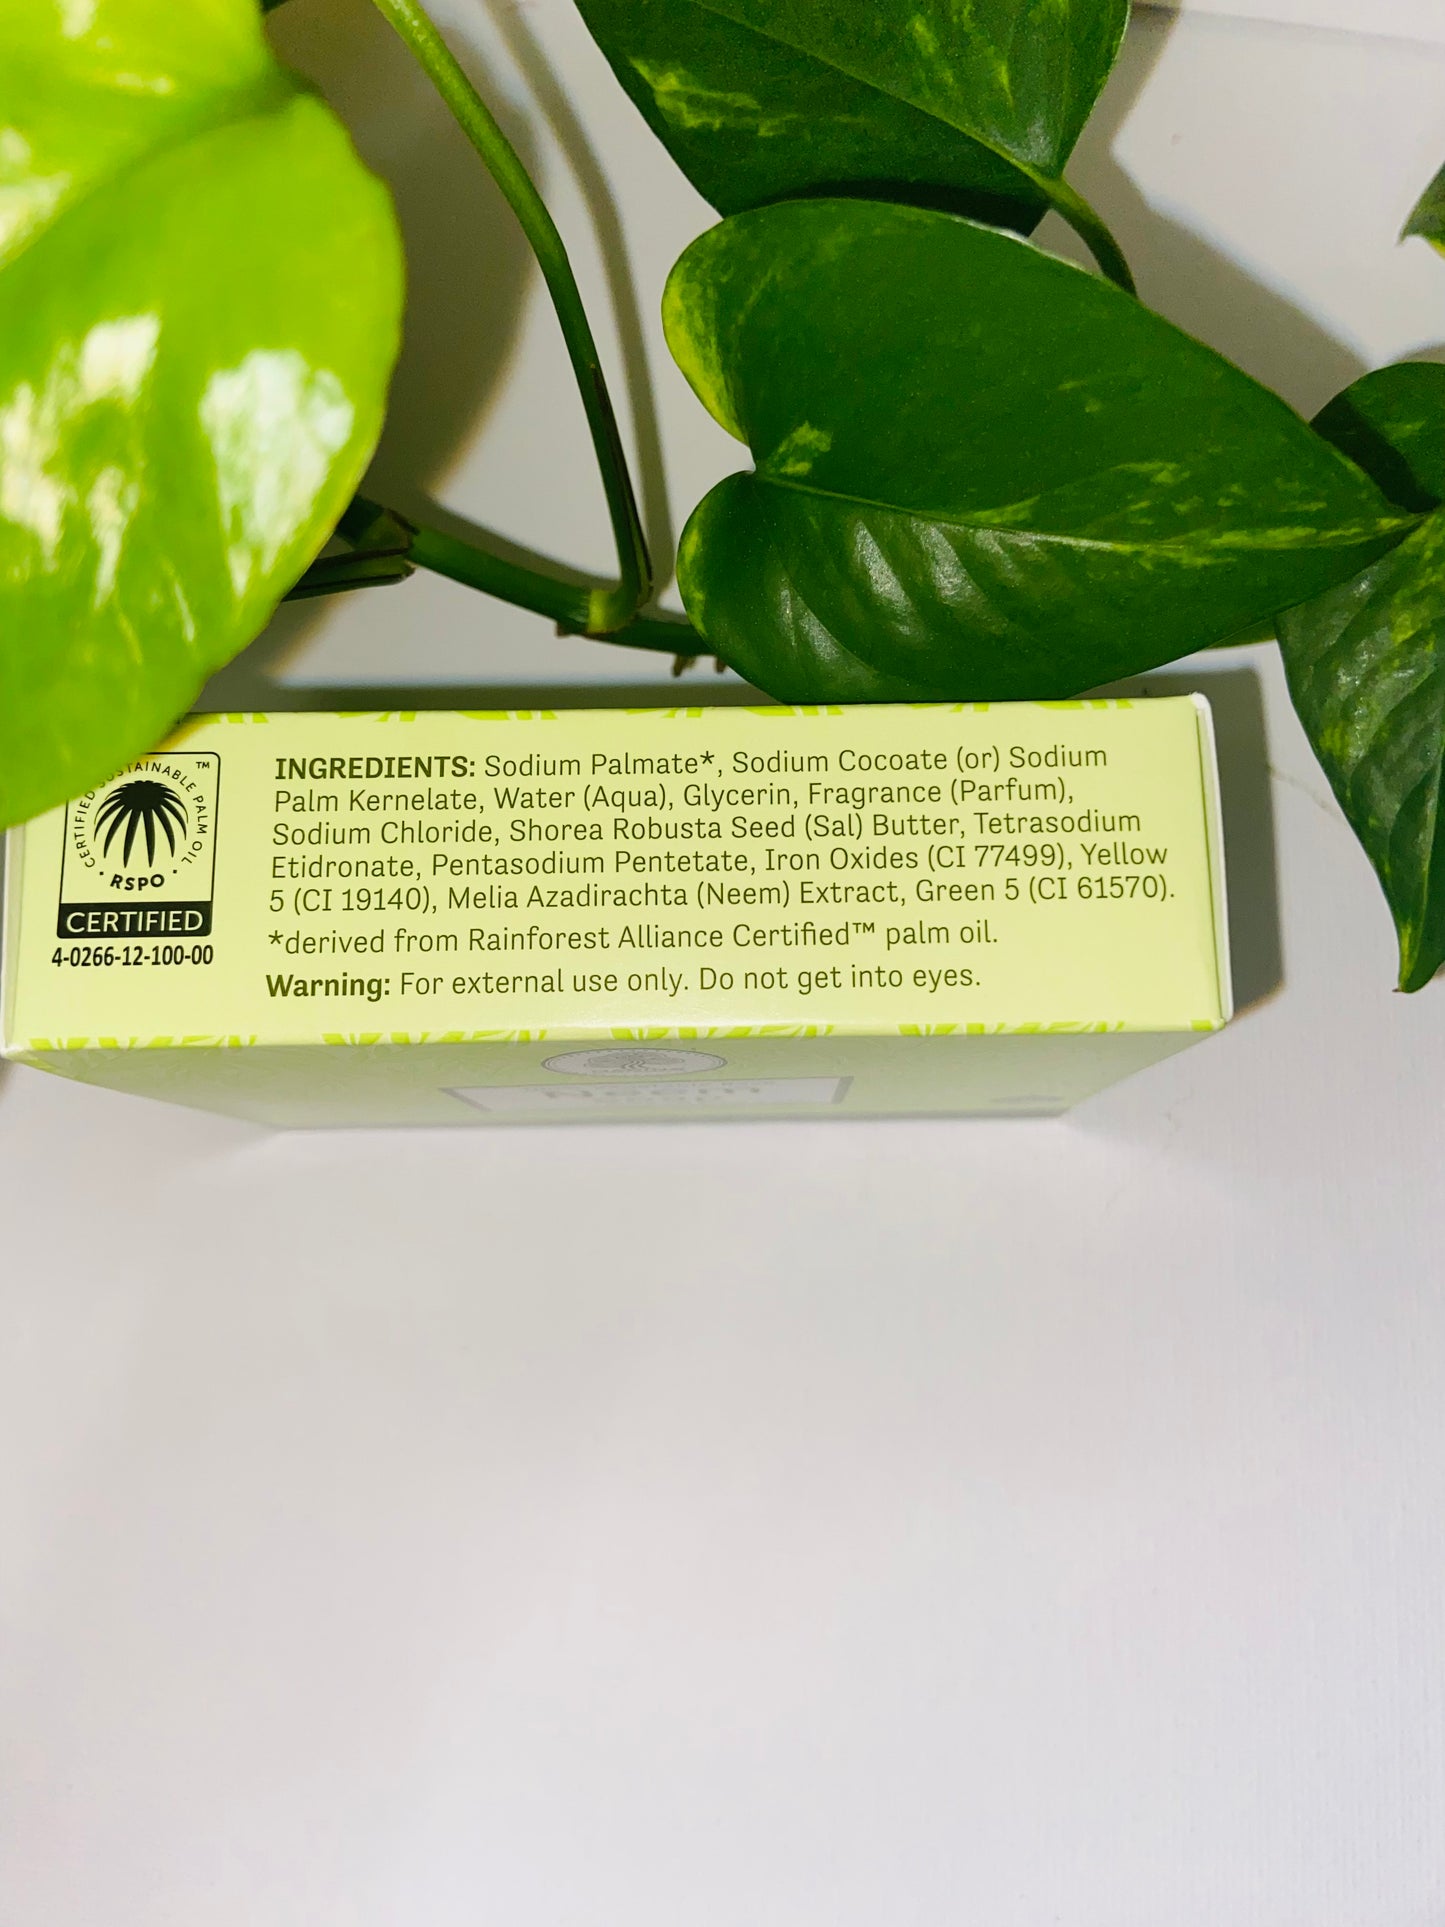 CERTIFIED SUSTAINABLE PALM OIL ™
· RSPO ·
CERTIFIED
4-0266-12-100-00
INGREDIENTS: Sodium Palmate*, Sodium Cocoate (or) Sodium
Palm Kernelate, Water (Aqua), Glycerin, Fragrance (Parfum),
Sodium Chloride, Shorea Robusta Seed (Sal) Butter, Tetrasodium
Etidronate, Pentasodium Pentetate, Iron Oxides (CI 77499), Yellow
5 (CI 19140), Melia Azadirachta (Neem) Extract, Green 5 (CI 61570).
*derived from Rainforest Alliance Certified™ palm oil.
Warning: For external use only. Do not get into eyes.
Neem